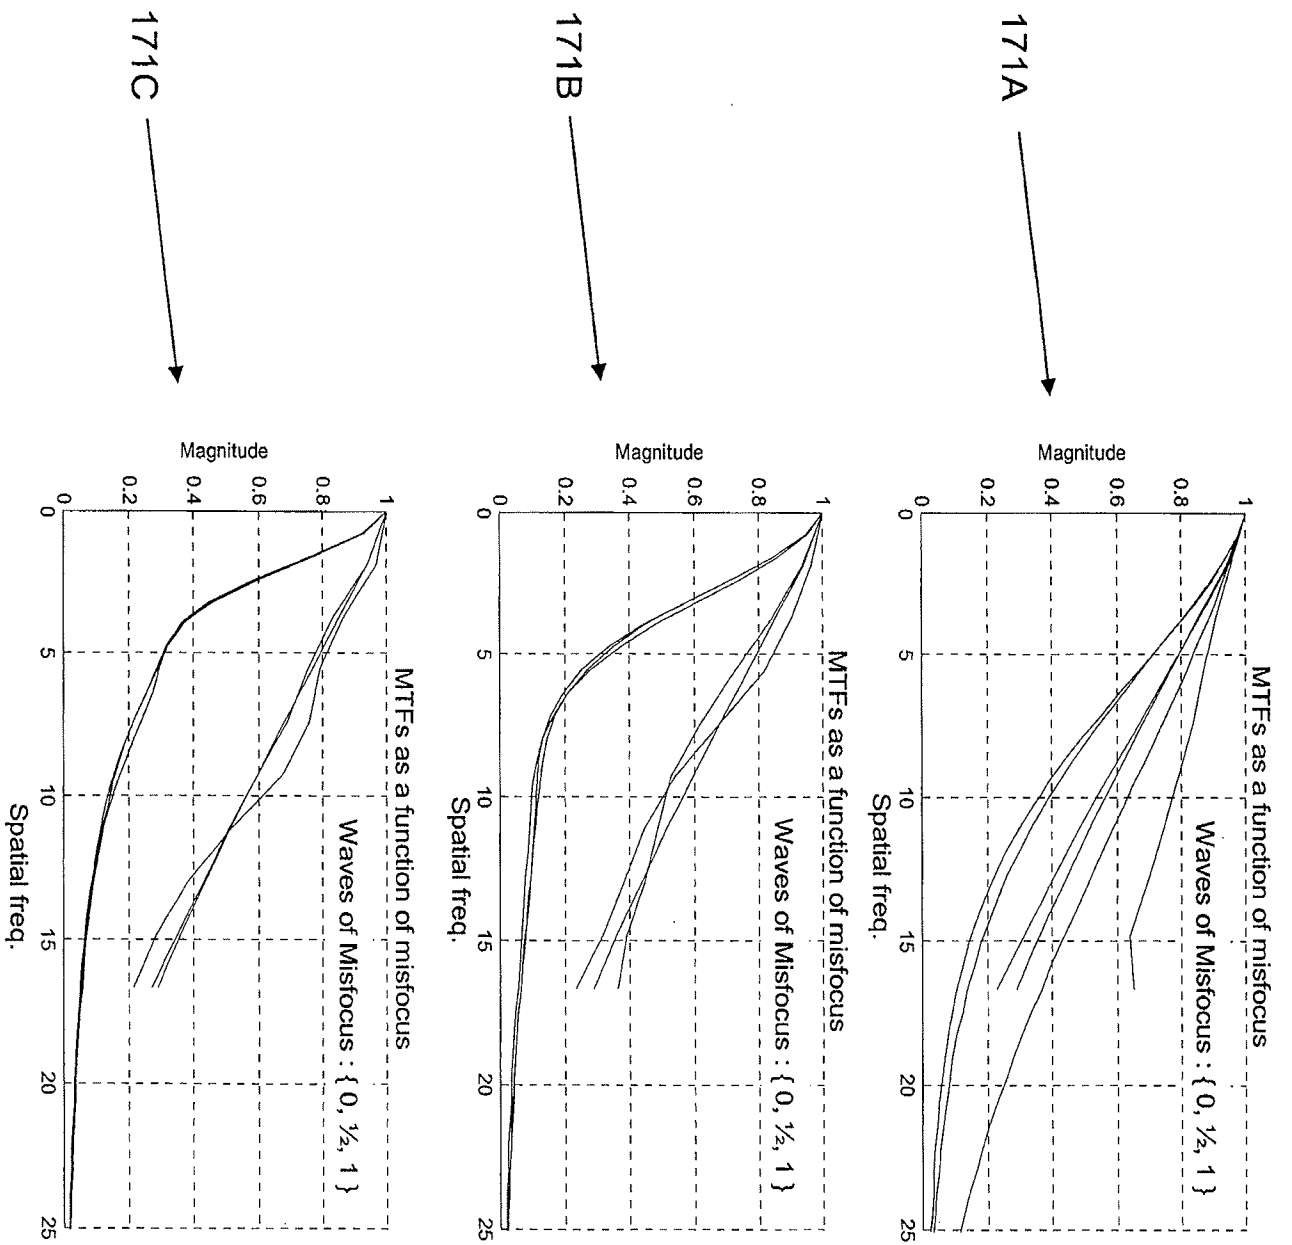 171A
MTFs as a function of misfocus
Waves of Misfocus : { 0, ½, 1 }
Magnitude
1
0.8
0.6
0.4
0.2
0
0 5 10 15 20 25
Spatial freq.
171B
MTFs as a function of misfocus
Waves of Misfocus : { 0, ½, 1 }
Magnitude
1
0.8
0.6
0.4
0.2
0
0 5 10 15 20 25
Spatial freq.
171C
MTFs as a function of misfocus
Waves of Misfocus : { 0, ½, 1 }
Magnitude
1
0.8
0.6
0.4
0.2
0
0 5 10 15 20 25
Spatial freq.